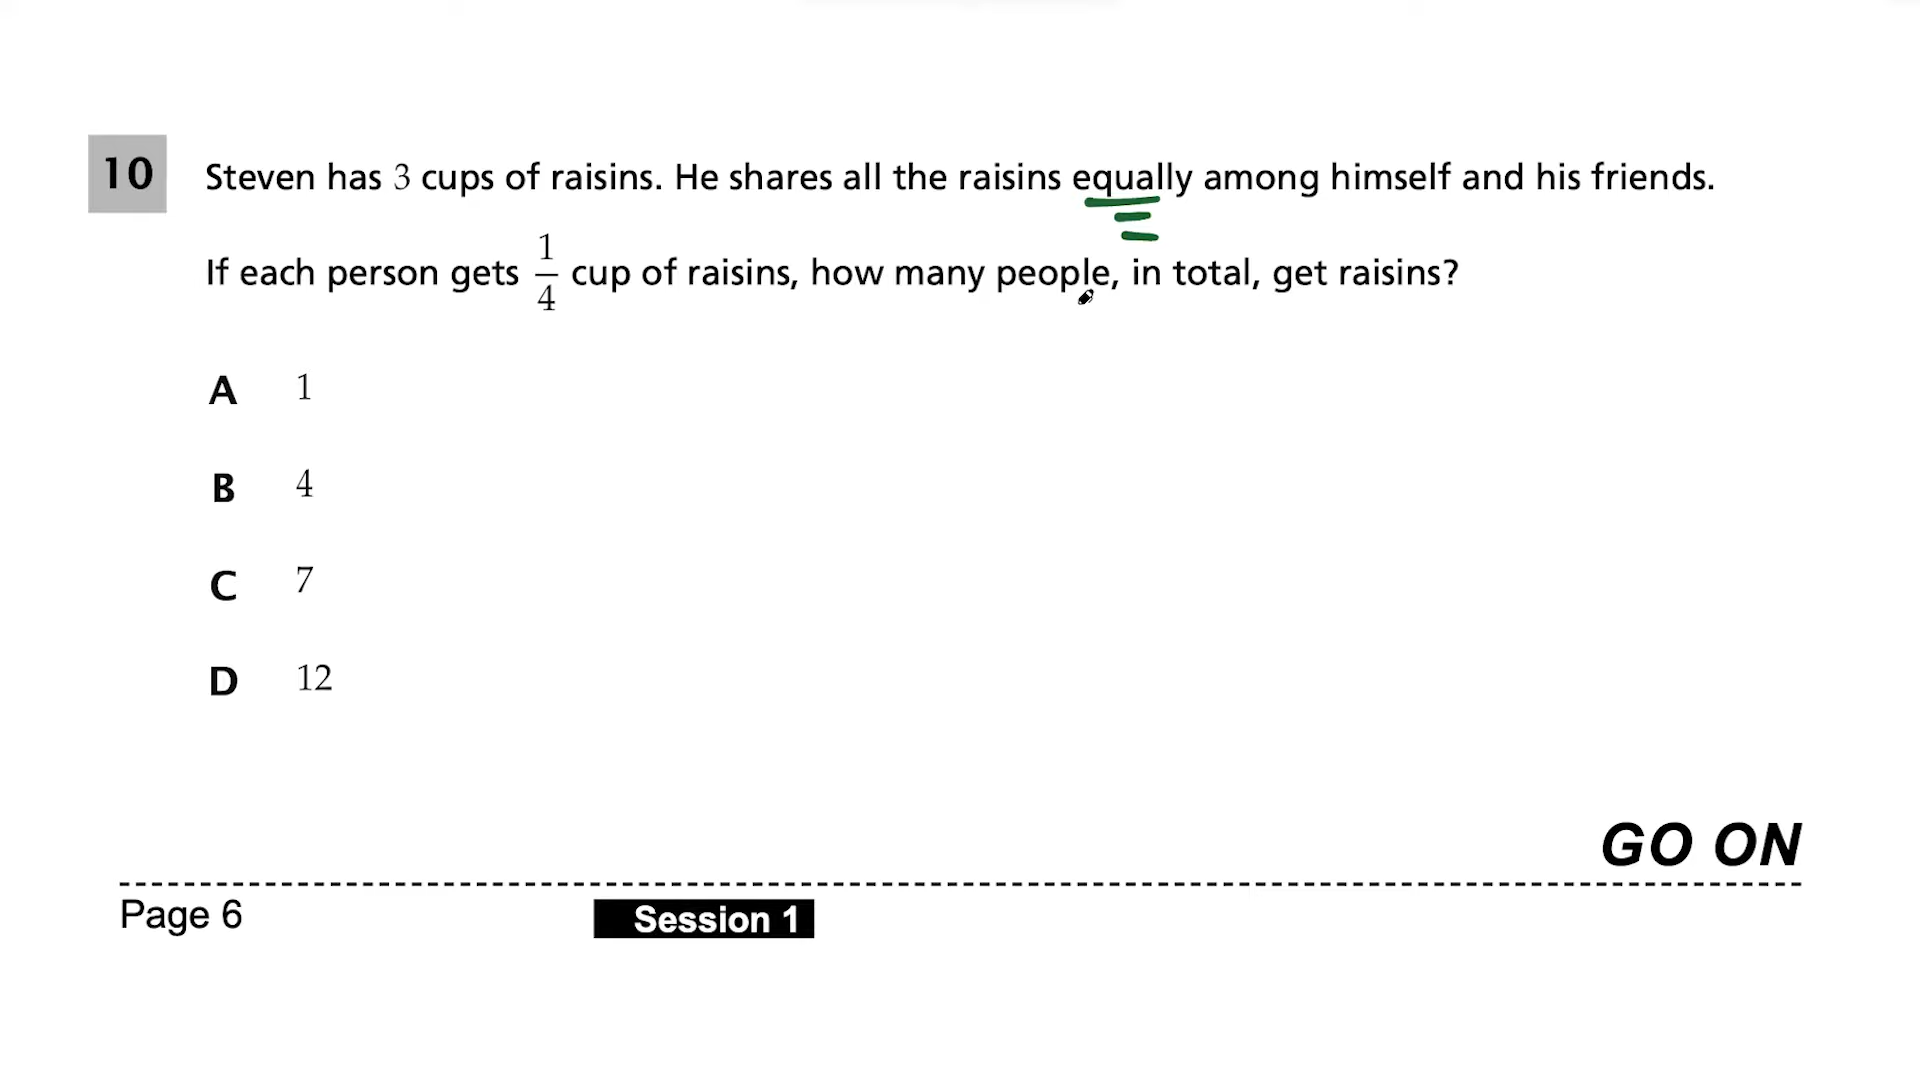 10 Steven has 3 cups of raisins. He shares all the raisins equally among himself and his friends.
If each person gets 1/4 cup of raisins, how many people, in total, get raisins?
A 1
B 4
C 7
D 12
GO ON
Page 6 Session 1